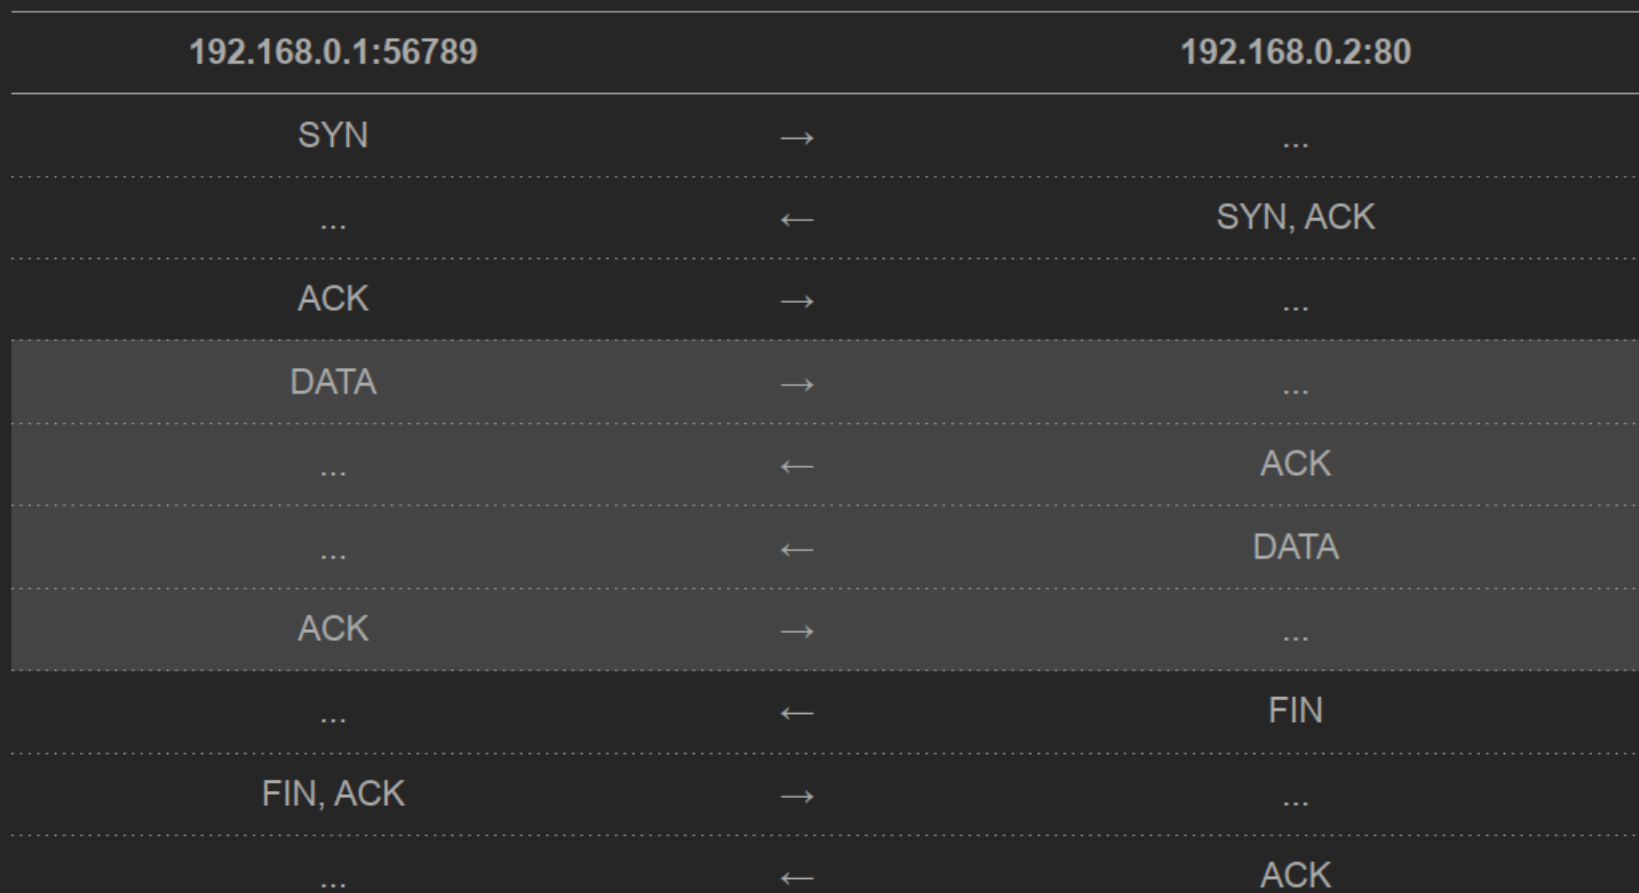 192.168.0.1:56789 192.168.0.2:80
SYN → ...
... ← SYN, ACK
ACK → ...
DATA → ...
... ← ACK
... ← DATA
ACK → ...
... ← FIN
FIN, ACK → ...
... ← ACK